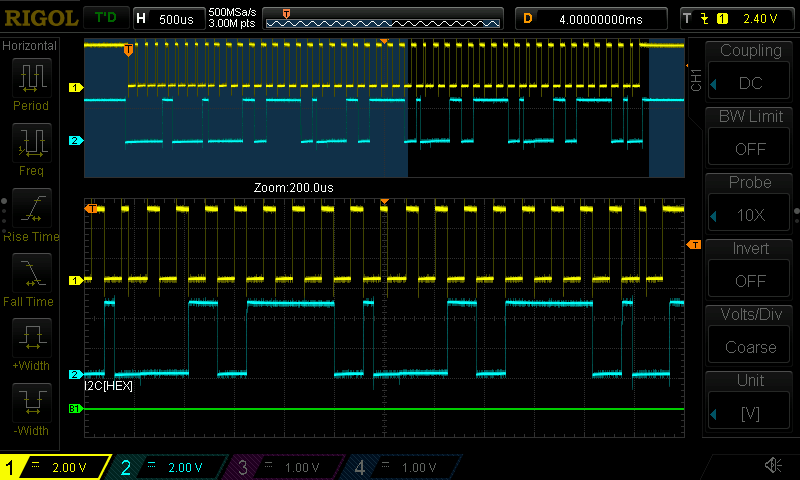 RIGOL T'D H 500us 500MSa/s 3.00M pts T D 4.00000000ms T 1 2.40 V
Horizontal
Period
Freq
Rise Time
Fall Time
+Width
-Width
T
1
2
Zoom:200.0us
T
1
2
I2C[HEX]
B1
T
CH1
Coupling
DC
BW Limit
OFF
Probe
10X
Invert
OFF
Volts/Div
Coarse
Unit
[V]
1 = 2.00 V 2 = 2.00 V 3 = 1.00 V 4 = 1.00 V